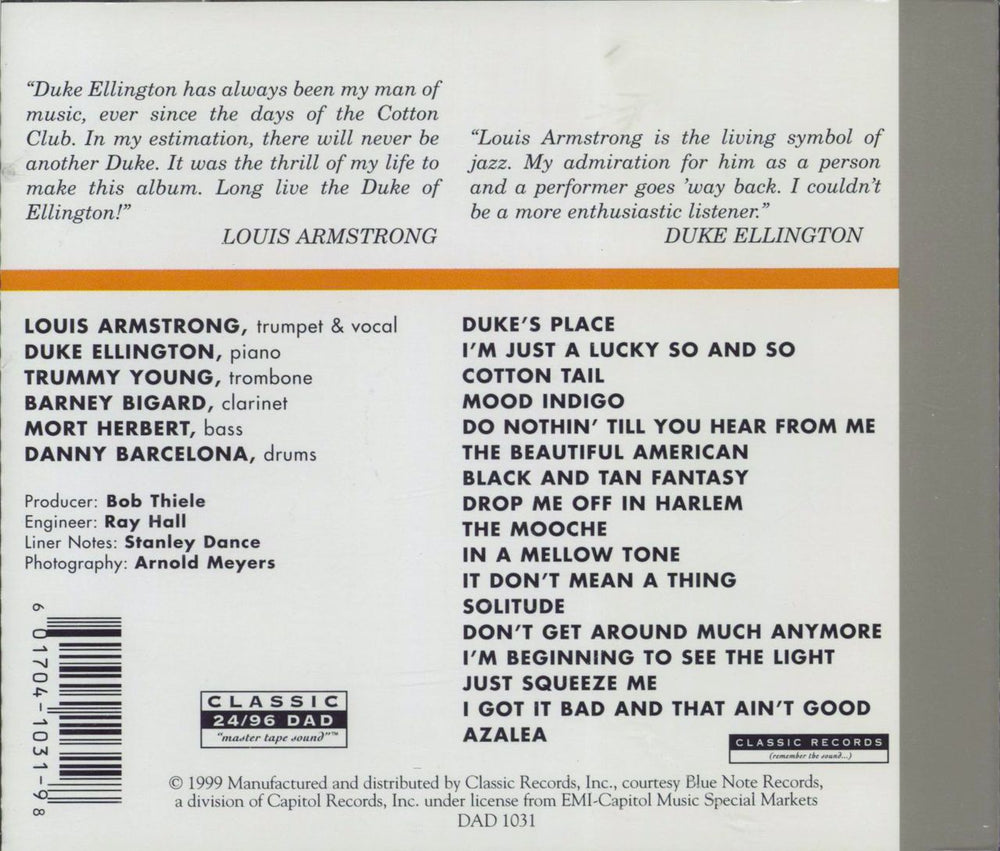 “Duke Ellington has always been my man of
music, ever since the days of the Cotton
Club. In my estimation, there will never be
another Duke. It was the thrill of my life to
make this album. Long live the Duke of
Ellington!”
LOUIS ARMSTRONG
“Louis Armstrong is the living symbol of
jazz. My admiration for him as a person
and a performer goes ’way back. I couldn’t
be a more enthusiastic listener.”
DUKE ELLINGTON
LOUIS ARMSTRONG, trumpet & vocal
DUKE ELLINGTON, piano
TRUMMY YOUNG, trombone
BARNEY BIGARD, clarinet
MORT HERBERT, bass
DANNY BARCELONA, drums
Producer: Bob Thiele
Engineer: Ray Hall
Liner Notes: Stanley Dance
Photography: Arnold Meyers
6 01704-1031-9 8
DUKE’S PLACE
I’M JUST A LUCKY SO AND SO
COTTON TAIL
MOOD INDIGO
DO NOTHIN’ TILL YOU HEAR FROM ME
THE BEAUTIFUL AMERICAN
BLACK AND TAN FANTASY
DROP ME OFF IN HARLEM
THE MOOCHE
IN A MELLOW TONE
IT DON’T MEAN A THING
SOLITUDE
DON’T GET AROUND MUCH ANYMORE
I’M BEGINNING TO SEE THE LIGHT
JUST SQUEEZE ME
I GOT IT BAD AND THAT AIN’T GOOD
AZALEA
CLASSIC
24/96 DAD
“master tape sound”™
CLASSIC RECORDS
(remember the sound...)
© 1999 Manufactured and distributed by Classic Records, Inc., courtesy Blue Note Records,
a division of Capitol Records, Inc. under license from EMI-Capitol Music Special Markets
DAD 1031